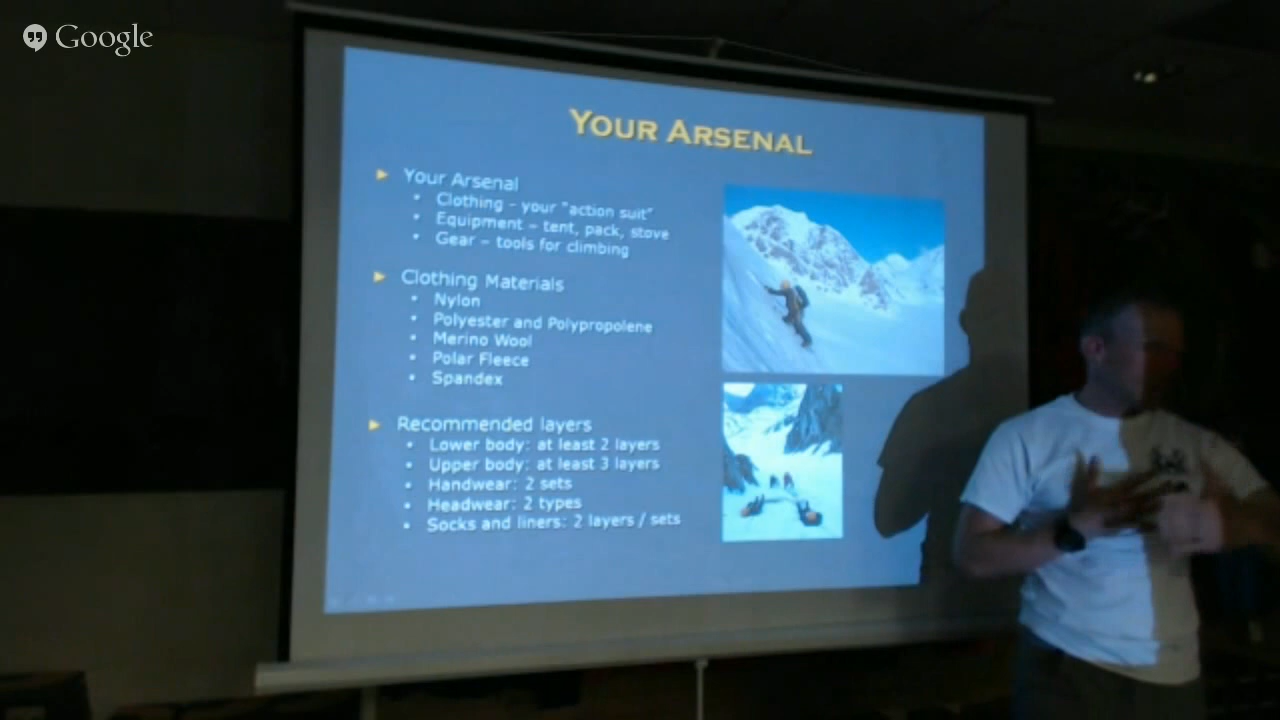 Google
YOUR ARSENAL
Your Arsenal
Clothing - your "action suit"
Equipment – tent, pack, stove
Gear – tools for climbing
Clothing Materials
Nylon
Polyester and Polypropolene
Merino Wool
Polar Fleece
Spandex
Recommended layers
Lower body: at least 2 layers
Upper body: at least 3 layers
Handwear: 2 sets
Headwear: 2 types
Socks and liners: 2 layers / sets